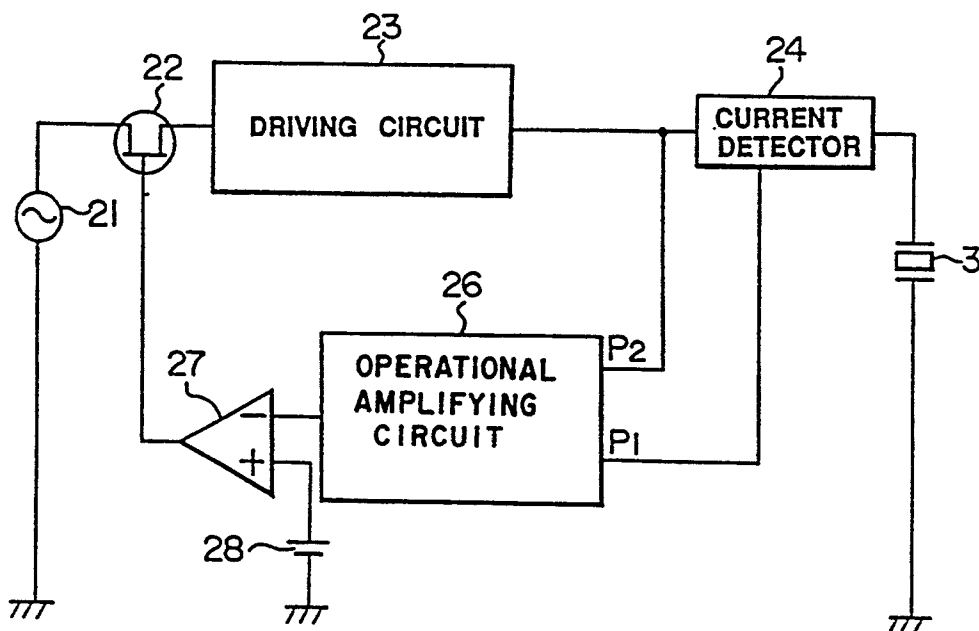 23
24
22
DRIVING CIRCUIT
CURRENT
DETECTOR
21
3
26
P2
27
OPERATIONAL
AMPLIFYING
CIRCUIT
P1
−
+
28